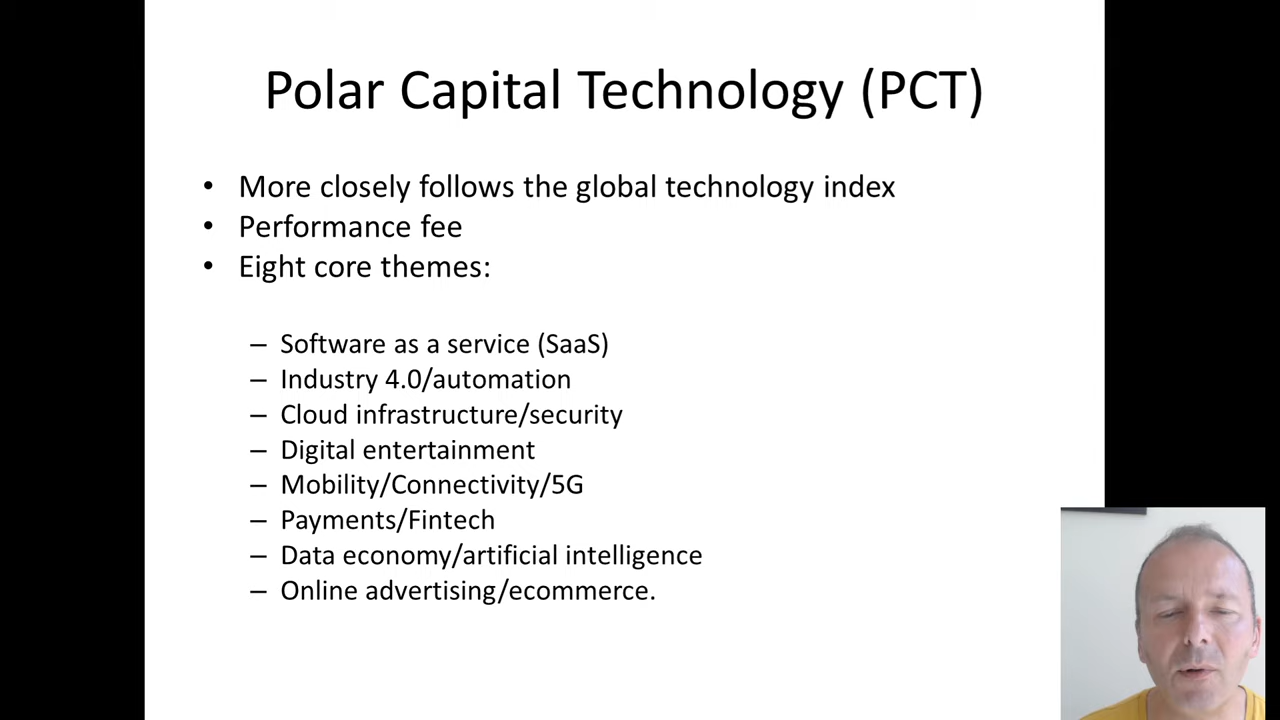 Polar Capital Technology (PCT)
• More closely follows the global technology index
• Performance fee
• Eight core themes:
– Software as a service (SaaS)
– Industry 4.0/automation
– Cloud infrastructure/security
– Digital entertainment
– Mobility/Connectivity/5G
– Payments/Fintech
– Data economy/artificial intelligence
– Online advertising/ecommerce.